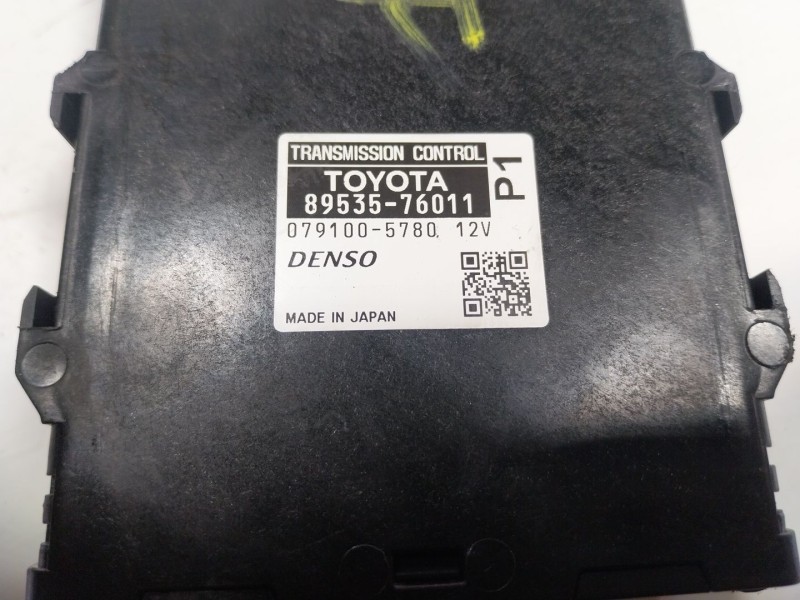 TRANSMISSION CONTROL
TOYOTA
89535-76011
P1
079100-5780. 12V
DENSO
MADE IN JAPAN